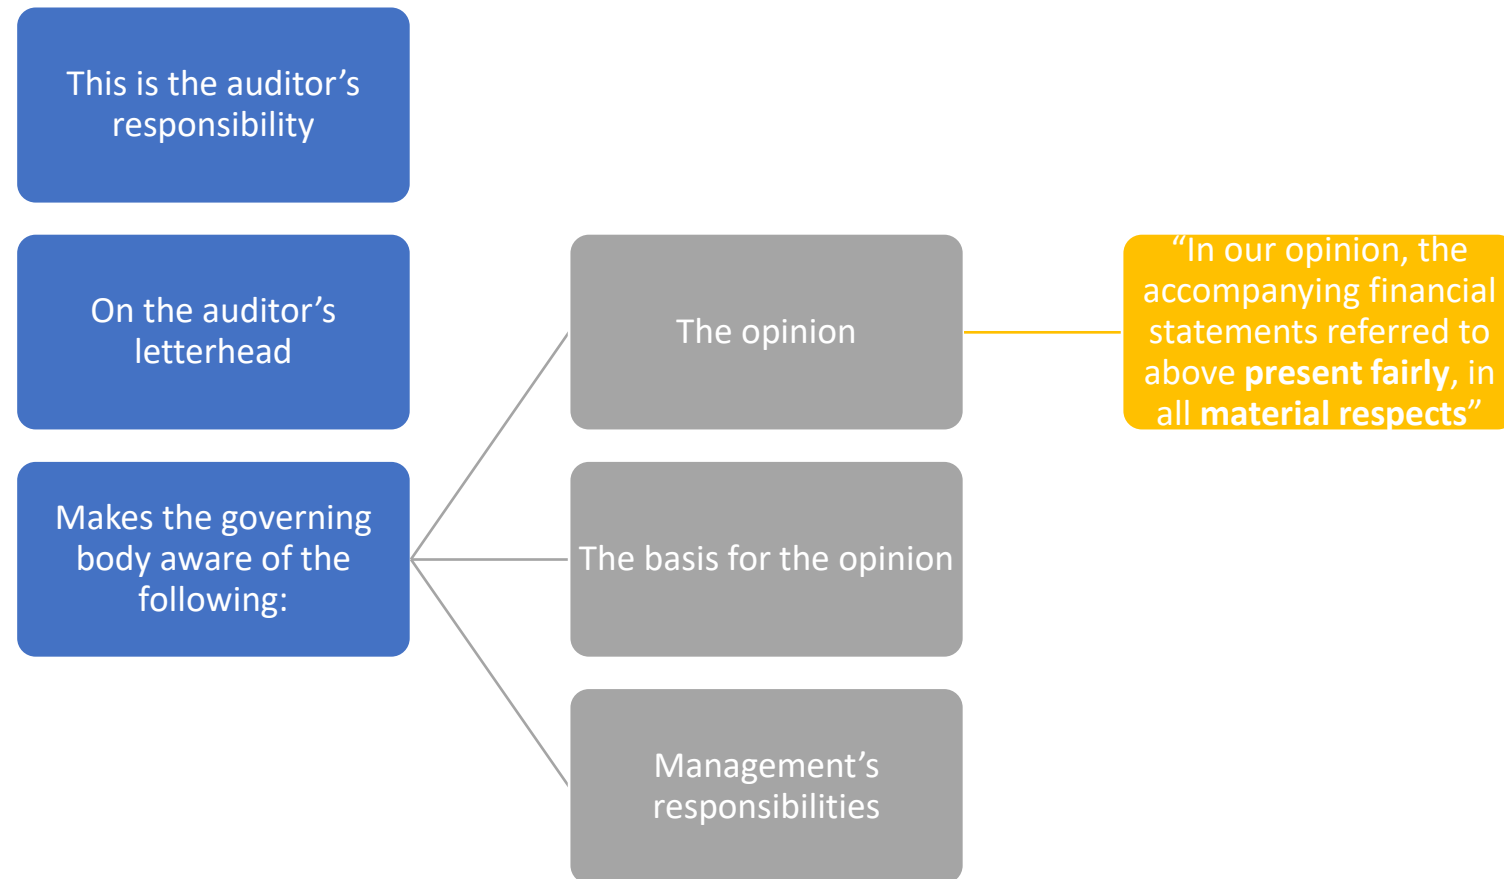 This is the auditor’s
responsibility
On the auditor’s
letterhead
Makes the governing
body aware of the
following:
The opinion
The basis for the opinion
Management’s
responsibilities
“In our opinion, the
accompanying financial
statements referred to
above present fairly, in
all material respects”